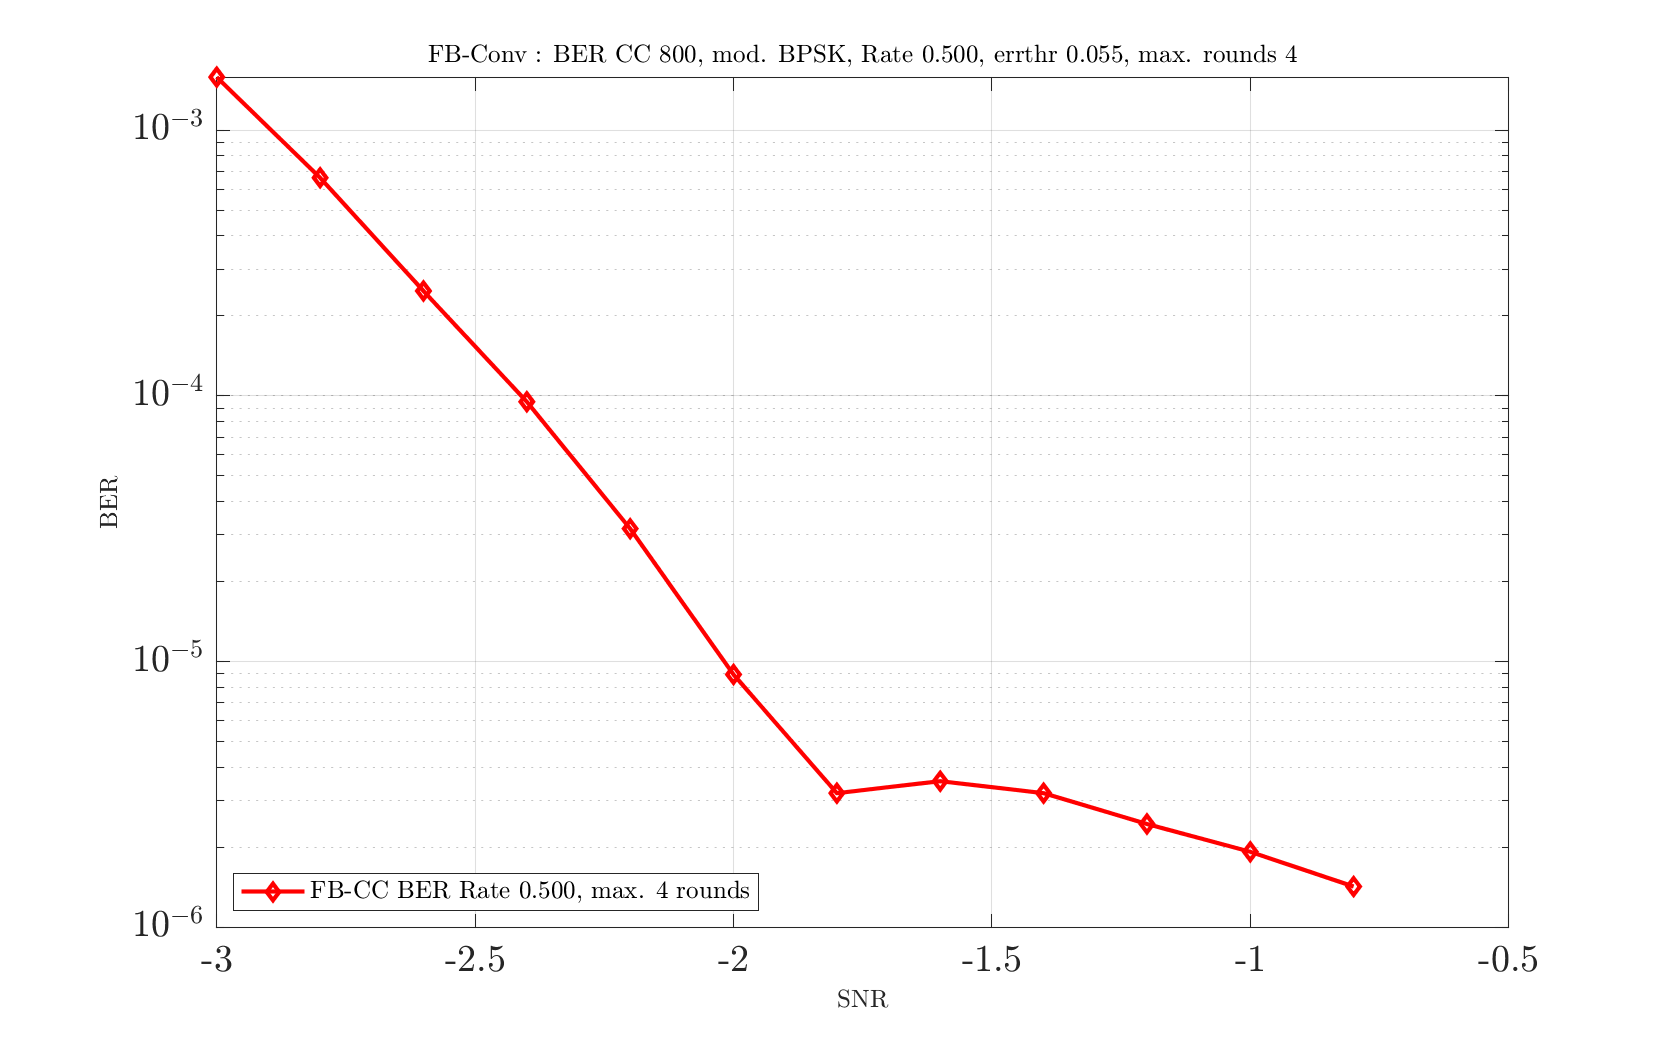 FB-Conv : BER CC 800, mod. BPSK, Rate 0.500, errthr 0.055, max. rounds 4
10⁻³
10⁻⁴
10⁻⁵
10⁻⁶
BER
FB-CC BER Rate 0.500, max. 4 rounds
-3 -2.5 -2 -1.5 -1 -0.5
SNR